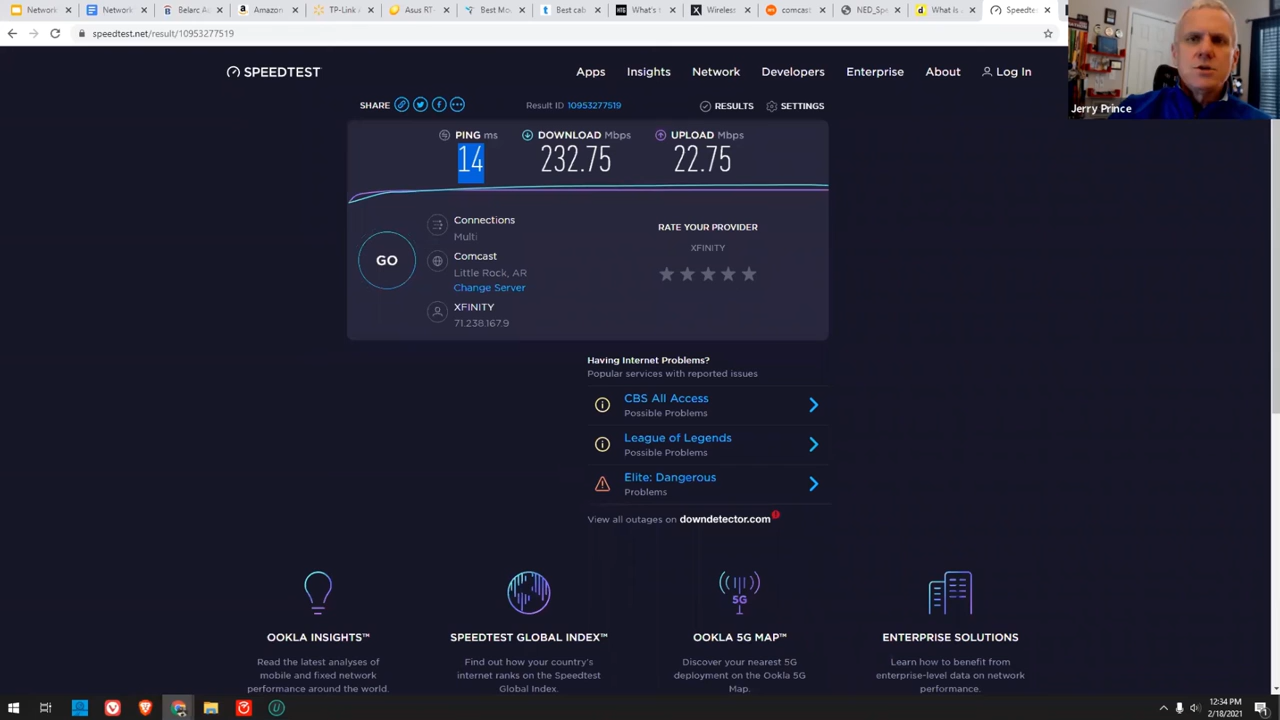 Network
Network
Belarc Ad
Amazon
TP-Link A
Asus RT-
Best Mo
Best cab
What's t
Wireless
comcast
NED_Spe
What is
Speedtes
speedtest.net/result/10953277519
SPEEDTEST
Apps
Insights
Network
Developers
Enterprise
About
Log In
Jerry Prince
SHARE
Result ID 10953277519
RESULTS
SETTINGS
PING ms
DOWNLOAD Mbps
UPLOAD Mbps
14
232.75
22.75
Connections
Multi
RATE YOUR PROVIDER
XFINITY
GO
Comcast
Little Rock, AR
Change Server
XFINITY
71.238.167.9
Having Internet Problems?
Popular services with reported issues
CBS All Access
Possible Problems
League of Legends
Possible Problems
Elite: Dangerous
Problems
View all outages on downdetector.com
5G
OOKLA INSIGHTS™
Read the latest analyses of
mobile and fixed network
performance around the world.
SPEEDTEST GLOBAL INDEX™
Find out how your country's
internet ranks on the Speedtest
Global Index.
OOKLA 5G MAP™
Discover your nearest 5G
deployment on the Ookla 5G
Map.
ENTERPRISE SOLUTIONS
Learn how to benefit from
enterprise-level data on network
performance.
12:34 PM
2/18/2021